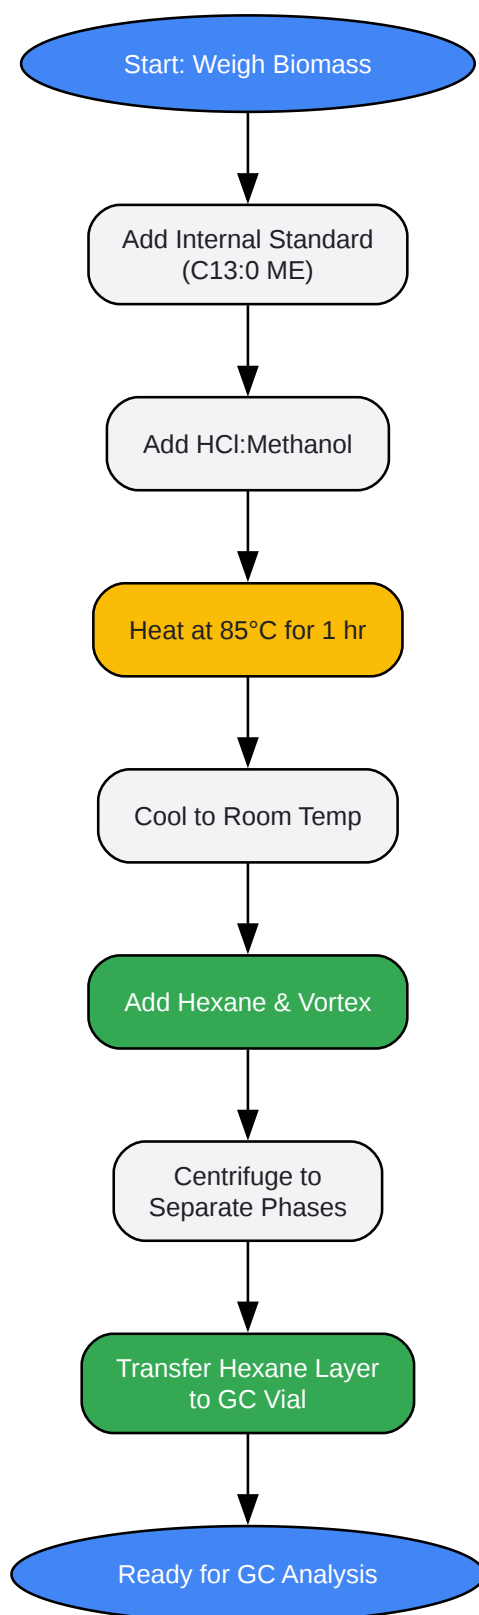 Start: Weigh Biomass
Add Internal Standard
(C13:0 ME)
Add HCl:Methanol
Heat at 85°C for 1 hr
Cool to Room Temp
Add Hexane & Vortex
Centrifuge to
Separate Phases
Transfer Hexane Layer
to GC Vial
Ready for GC Analysis